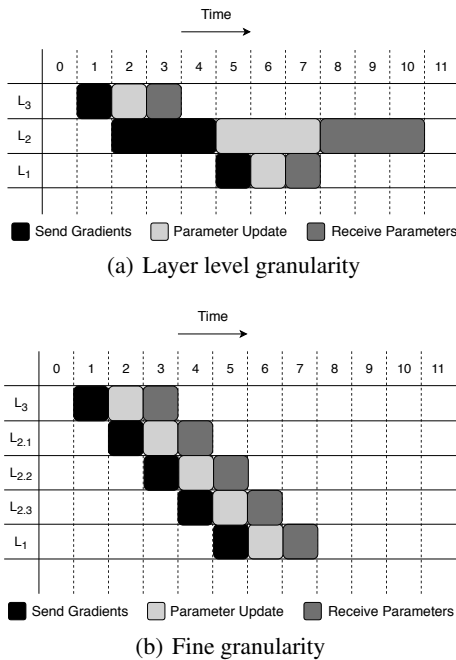 Time
0 1 2 3 4 5 6 7 8 9 10 11
L3
L2
L1
Send Gradients Parameter Update Receive Parameters
(a) Layer level granularity
Time
0 1 2 3 4 5 6 7 8 9 10 11
L3
L2.1
L2.2
L2.3
L1
Send Gradients Parameter Update Receive Parameters
(b) Fine granularity